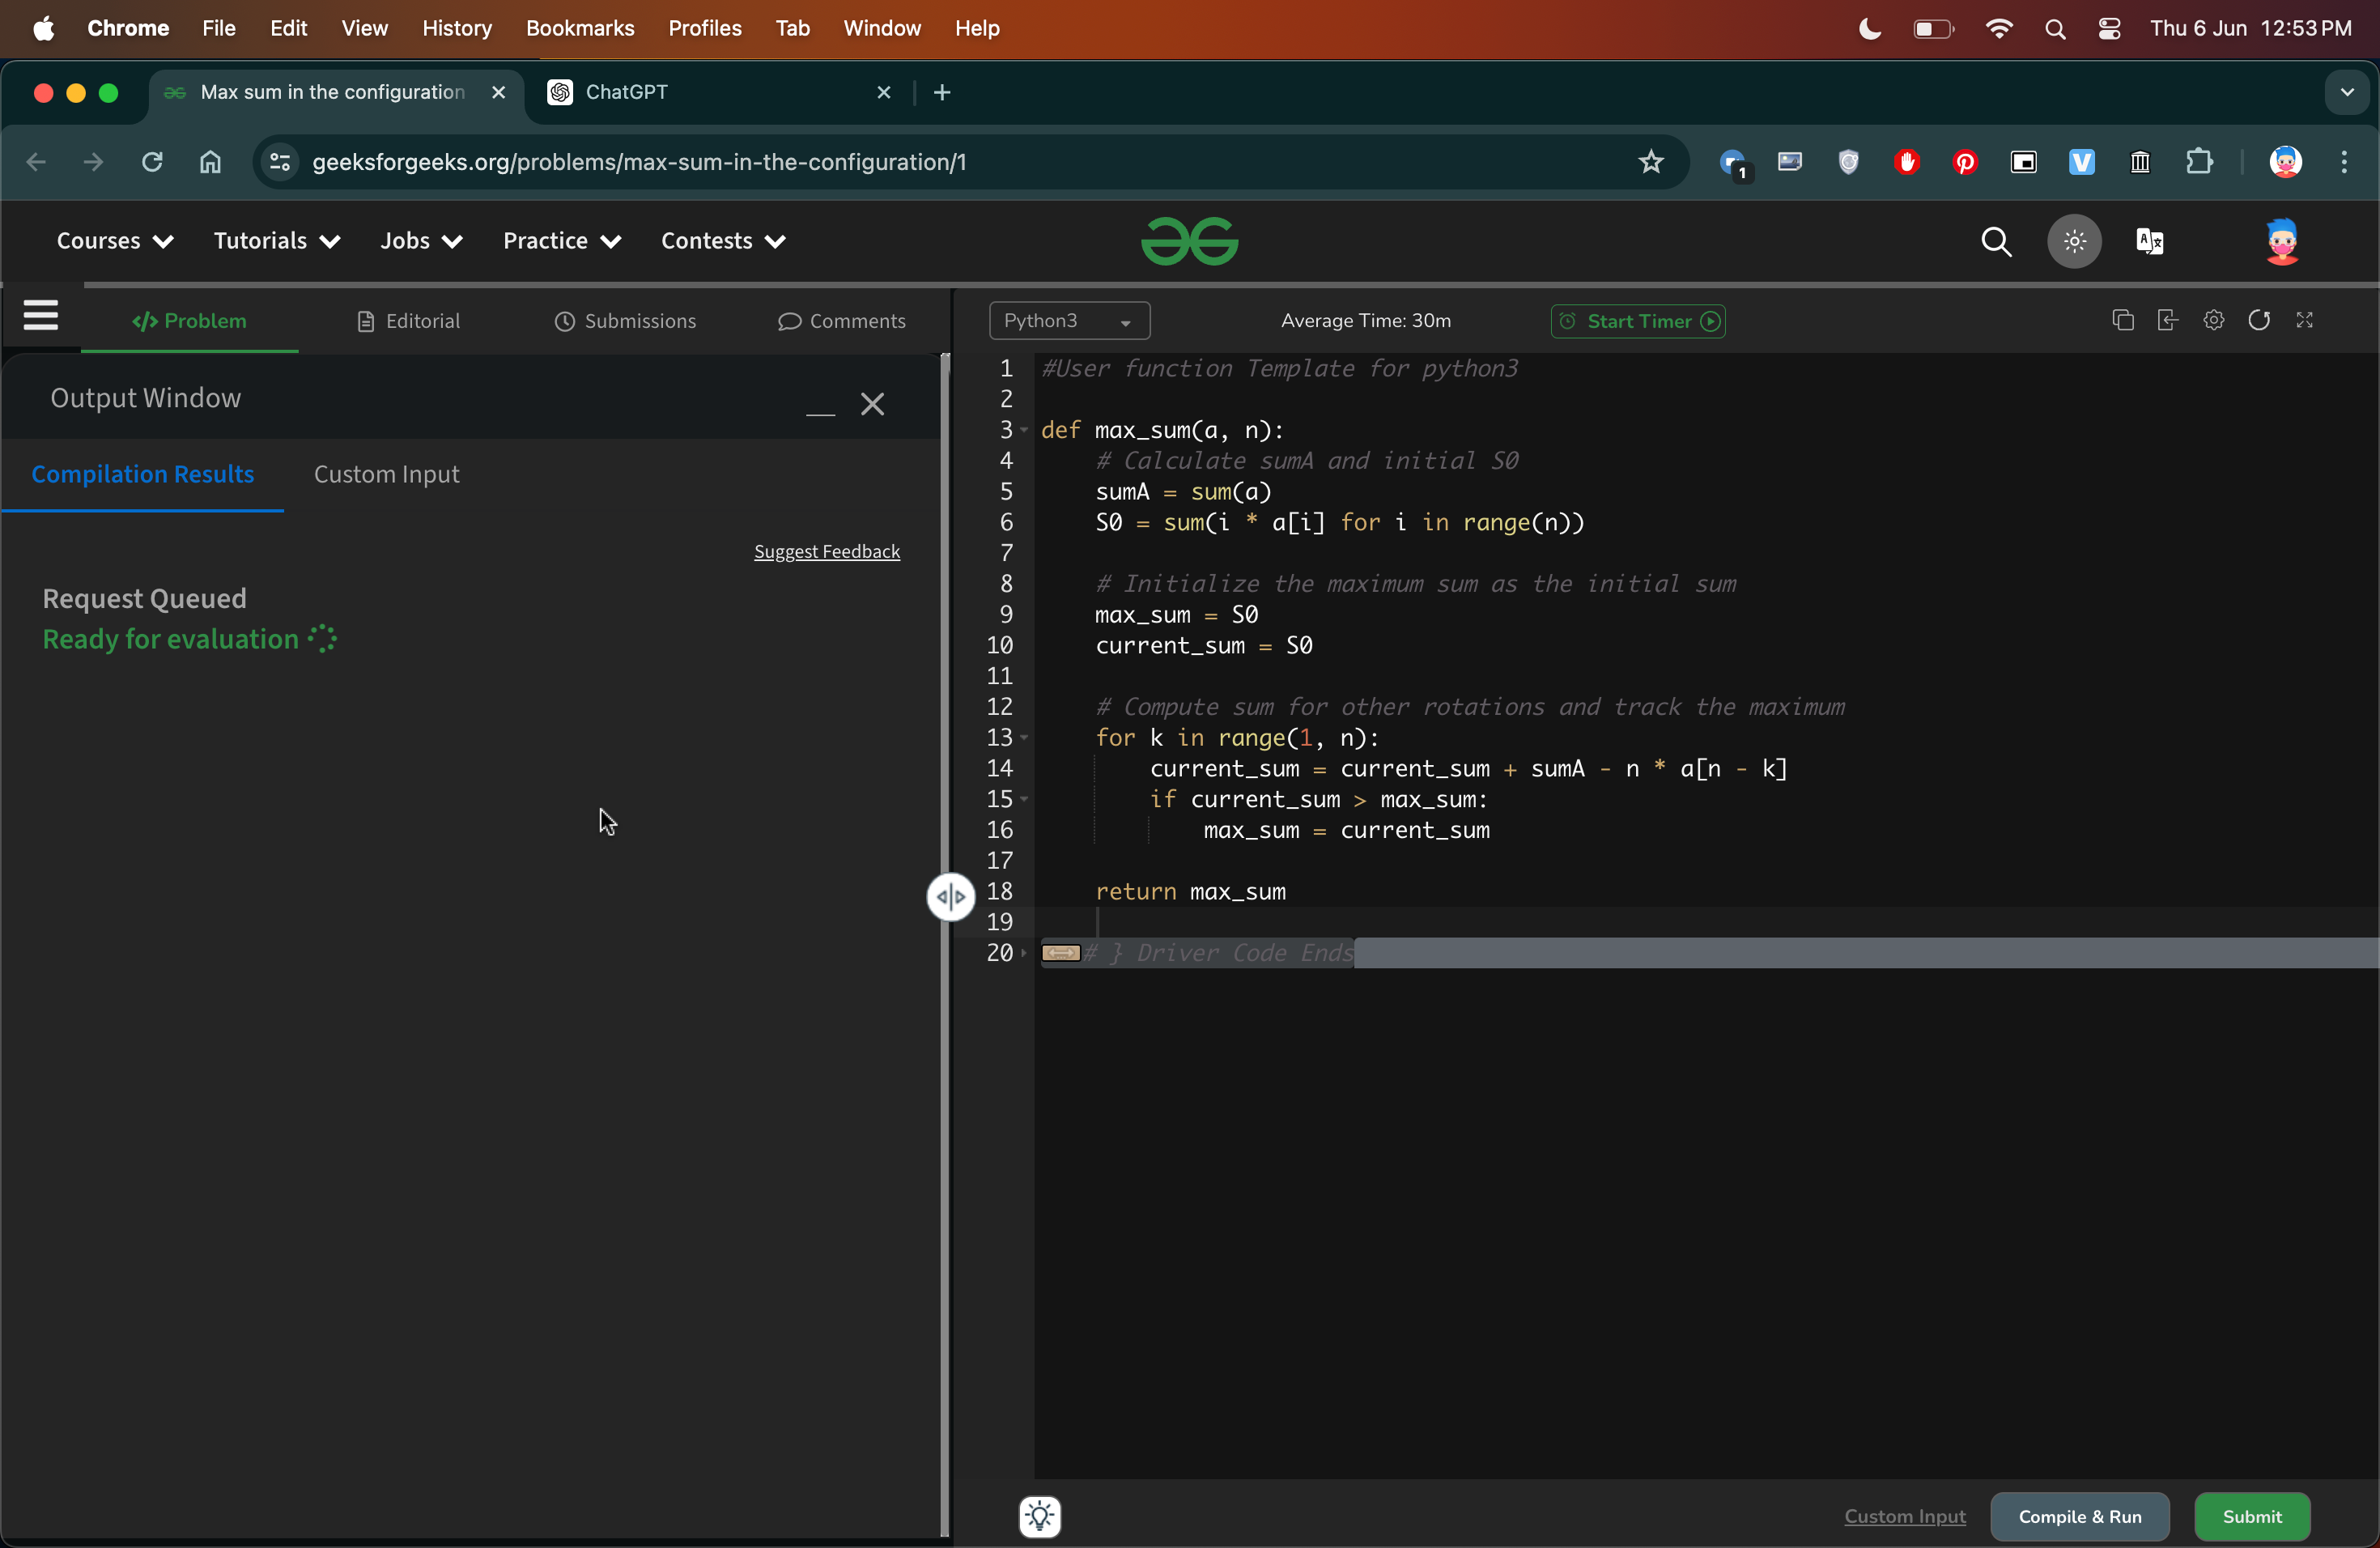 Chrome File Edit View History Bookmarks Profiles Tab Window Help Thu 6 Jun 12:53 PM
Max sum in the configuration
ChatGPT
geeksforgeeks.org/problems/max-sum-in-the-configuration/1
1
Courses Tutorials Jobs Practice Contests
</> Problem Editorial Submissions Comments
Python3 Average Time: 30m Start Timer
Output Window
Compilation Results Custom Input
Suggest Feedback
Request Queued
Ready for evaluation
1 #User function Template for python3
2
3 def max_sum(a, n):
4 # Calculate sumA and initial S0
5 sumA = sum(a)
6 S0 = sum(i * a[i] for i in range(n))
7
8 # Initialize the maximum sum as the initial sum
9 max_sum = S0
10 current_sum = S0
11
12 # Compute sum for other rotations and track the maximum
13 for k in range(1, n):
14 current_sum = current_sum + sumA - n * a[n - k]
15 if current_sum > max_sum:
16 max_sum = current_sum
17
18 return max_sum
19
20 # } Driver Code Ends
Custom Input Compile & Run Submit